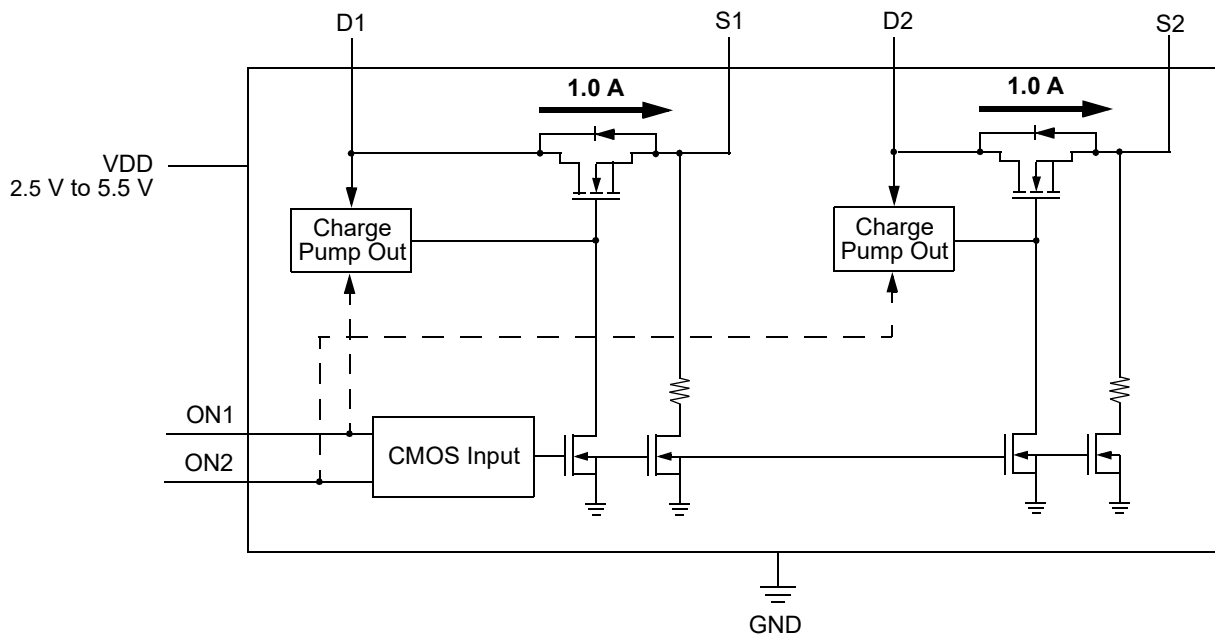 D1
S1
D2
S2
1.0 A
1.0 A
VDD
2.5 V to 5.5 V
Charge
Pump Out
Charge
Pump Out
ON1
ON2
CMOS Input
GND